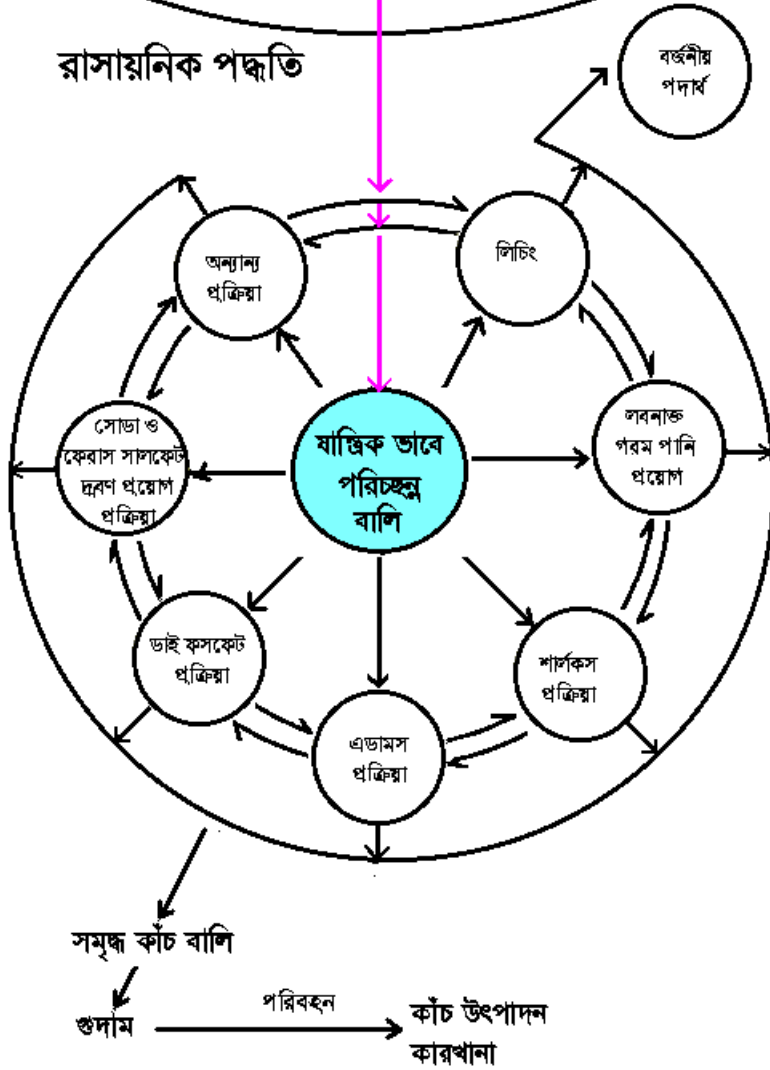 রাসায়নিক পদ্ধতি
বর্জনীয়
পদার্থ
অন্যান্য
প্রক্রিয়া
লিচিং
সোডা ও
ফেরাস সালফেট
দ্রবণ প্রয়োগ
প্রক্রিয়া
যান্ত্রিক ভাবে
পরিচ্ছন্ন
বালি
লবনাক্ত
গরম পানি
প্রয়োগ
ডাই ফসফেট
প্রক্রিয়া
শার্লকস
প্রক্রিয়া
এডামস
প্রক্রিয়া
সমৃদ্ধ কাঁচ বালি
গুদাম
পরিবহন
কাঁচ উৎপাদন
কারখানা